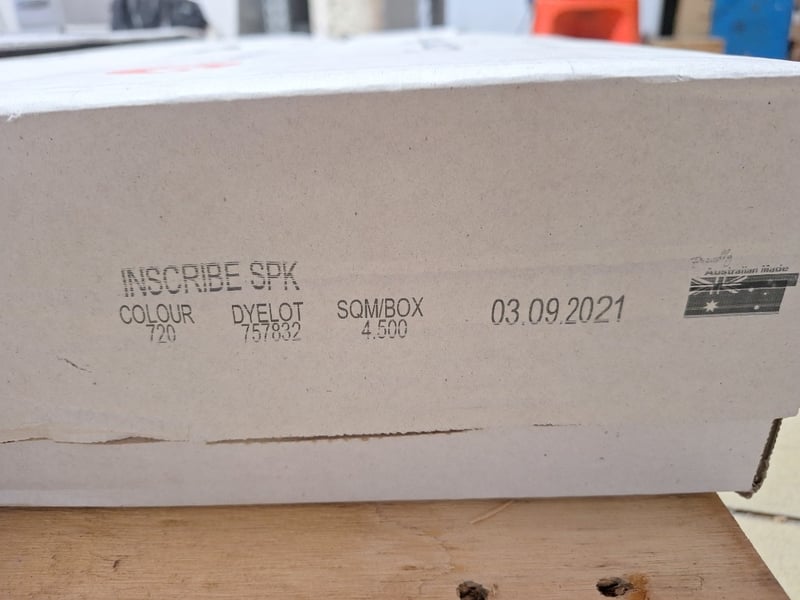 INSCRIBE SPK
COLOUR DYELOT SQM/BOX
720 757832 4.500
03.09.2021
Proudly
Australian Made